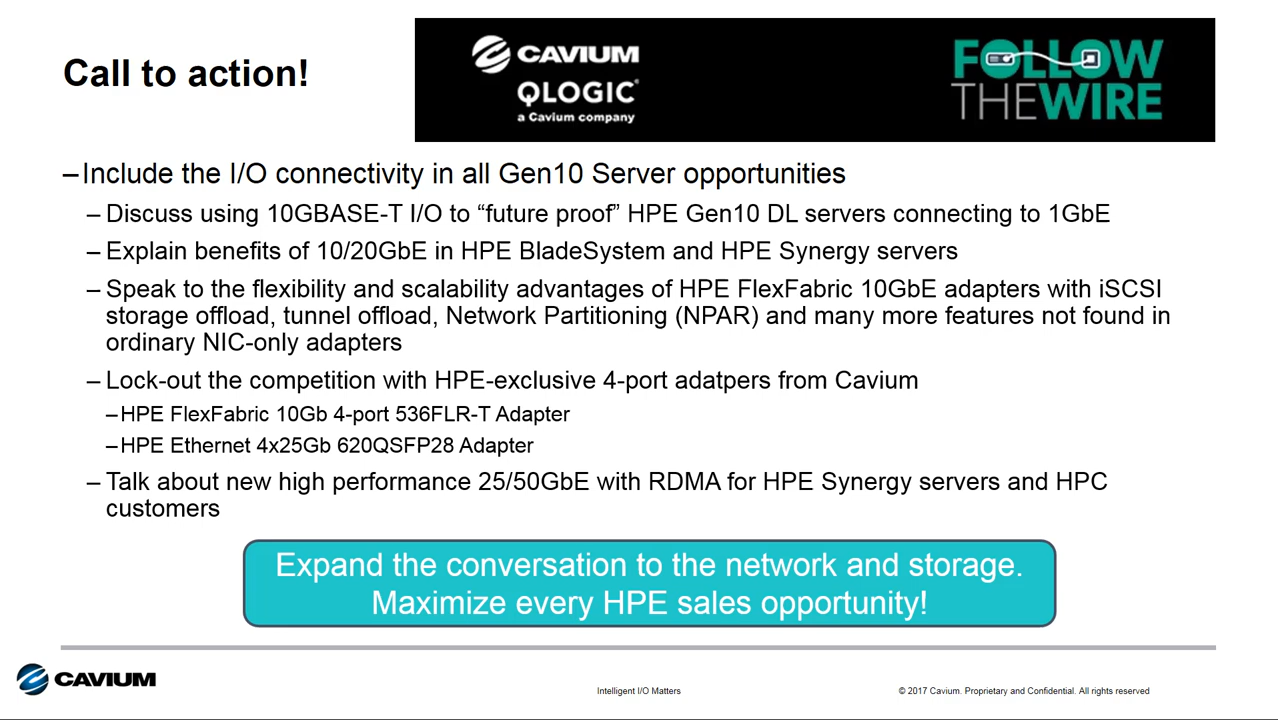 Call to action!
CAVIUM
QLOGIC®
a Cavium company
FOLLOW
THEWIRE
–Include the I/O connectivity in all Gen10 Server opportunities
– Discuss using 10GBASE-T I/O to “future proof” HPE Gen10 DL servers connecting to 1GbE
– Explain benefits of 10/20GbE in HPE BladeSystem and HPE Synergy servers
– Speak to the flexibility and scalability advantages of HPE FlexFabric 10GbE adapters with iSCSI
storage offload, tunnel offload, Network Partitioning (NPAR) and many more features not found in
ordinary NIC-only adapters
– Lock-out the competition with HPE-exclusive 4-port adatpers from Cavium
–HPE FlexFabric 10Gb 4-port 536FLR-T Adapter
–HPE Ethernet 4x25Gb 620QSFP28 Adapter
– Talk about new high performance 25/50GbE with RDMA for HPE Synergy servers and HPC
customers
Expand the conversation to the network and storage.
Maximize every HPE sales opportunity!
CAVIUM
Intelligent I/O Matters
© 2017 Cavium. Proprietary and Confidential. All rights reserved